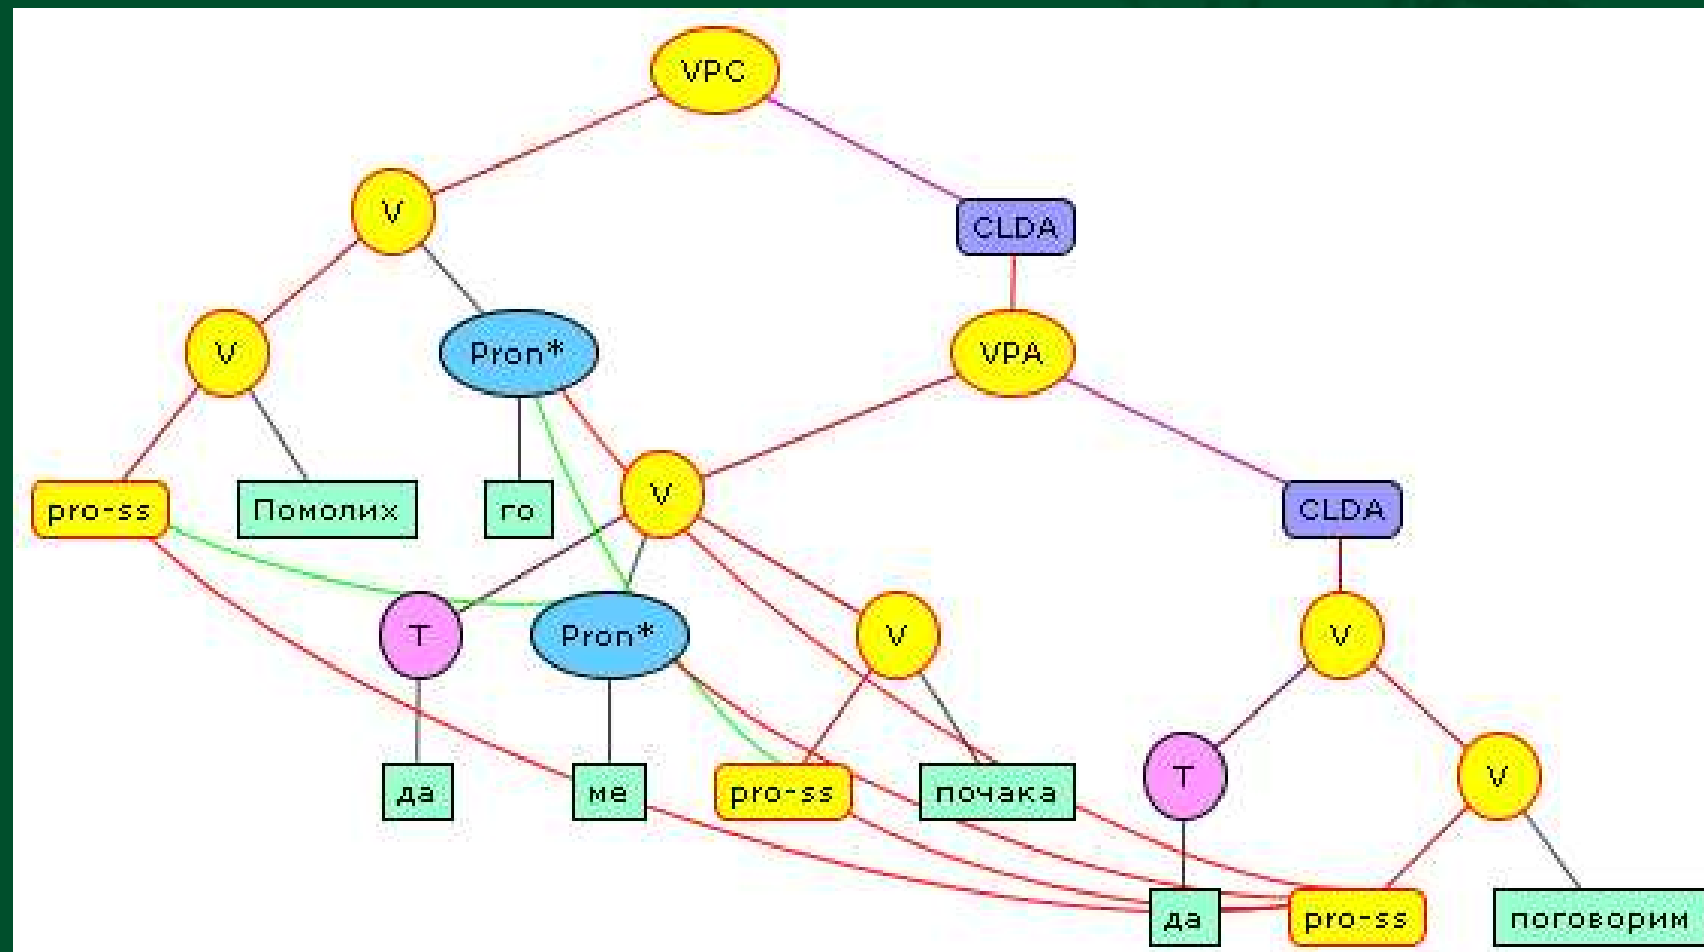 VPC
V
CLDA
V
Pron*
VPA
pro-ss
Помолих
го
V
CLDA
T
Pron*
V
V
T
V
да
ме
pro-ss
почака
да
pro-ss
поговорим